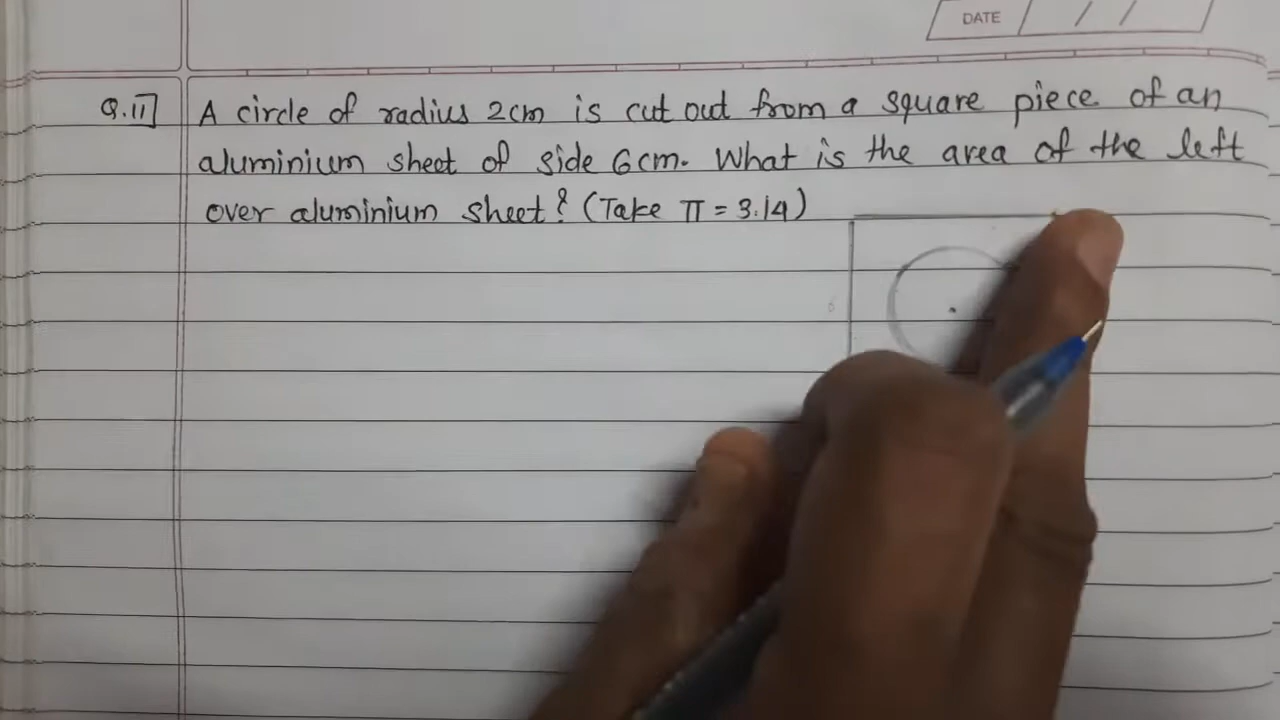 DATE / /
Q.11] A circle of radius 2cm is cut out from a square piece of an
aluminium sheet of side 6cm. What is the area of the left
over aluminium sheet? (Take π = 3.14)
6